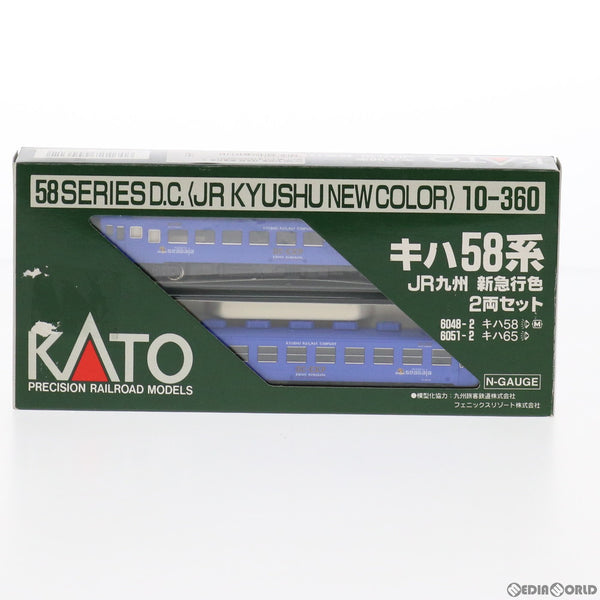 58 SERIES D.C. 〈JR KYUSHU NEW COLOR〉 10-360
キハ58系
JR九州 新急行色
2両セット
6048-2 キハ58 M
6051-2 キハ65
KATO
PRECISION RAILROAD MODELS
N-GAUGE
●模型化協力:九州旅客鉄道株式会社
フェニックスリゾート株式会社
KYUSHU RAILWAY COMPANY
seagaia
KYUSHU RAILWAY COMPANY
seagaia
©MEDIAWORLD